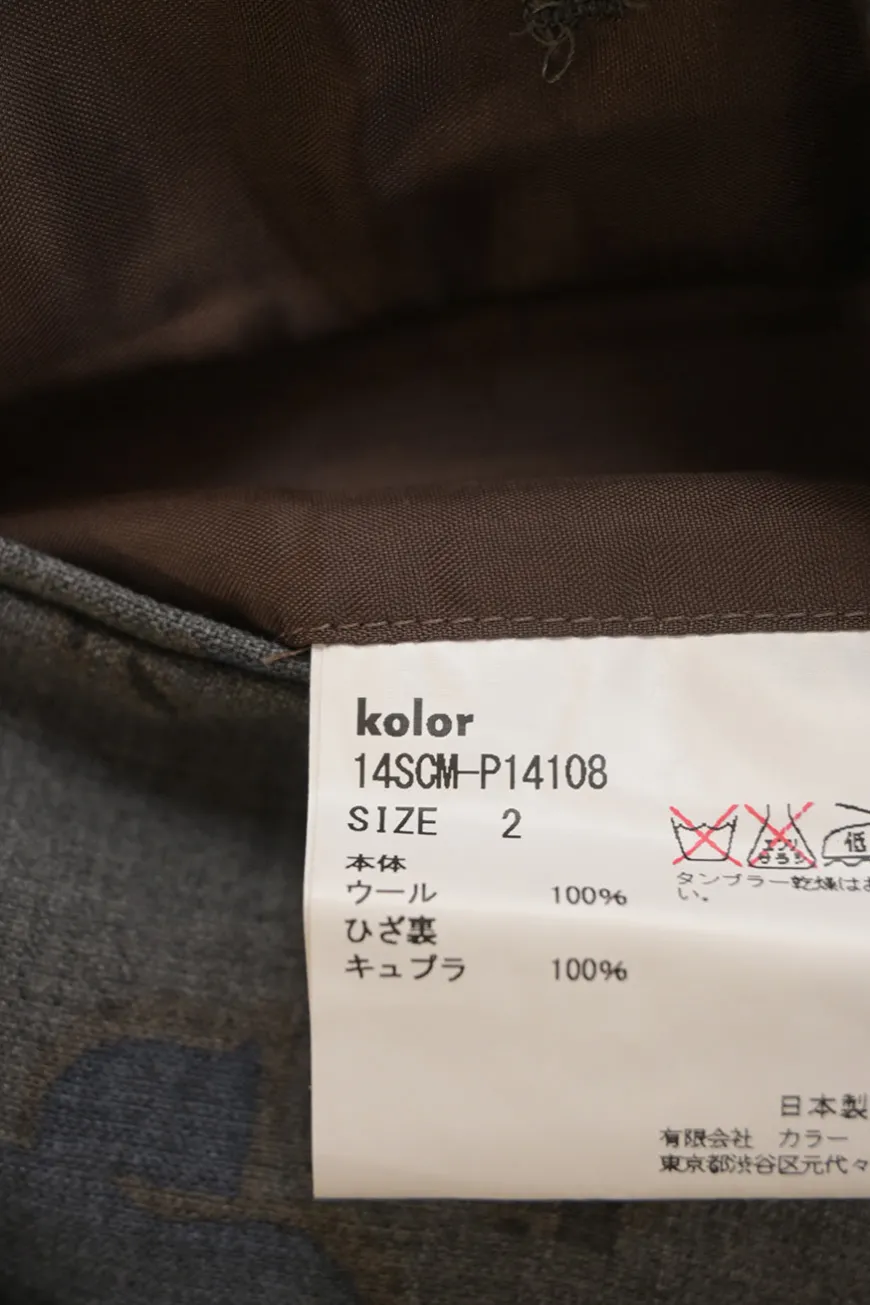 kolor
14SCM-P14108
SIZE 2
本体
ウール 100%
ひざ裏
キュプラ 100%
低
タンブラー乾燥はお
い。
日本製
有限会社 カラー
東京都渋谷区元代々